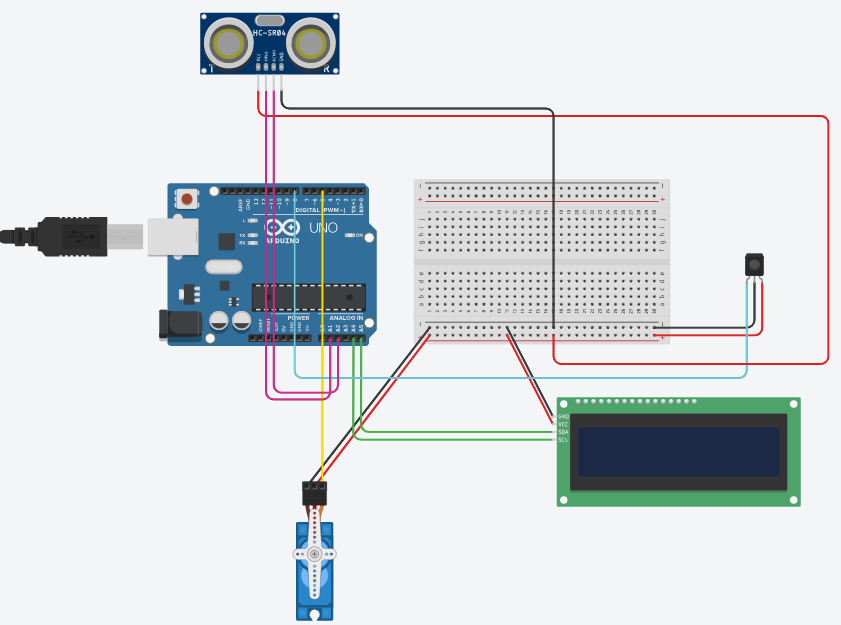 HC-SR04
VCC
TRIG
ECHO
GND
T
R
AREF
GND
13
12
~11
~10
~9
8
7
~6
~5
4
~3
2
TX→1
RX←0
DIGITAL (PWM~)
L
TX
RX
UNO
ARDUINO
ON
POWER
ANALOG IN
IOREF
RESET
3.3V
5V
GND
GND
Vin
A0
A1
A2
A3
A4
A5
GND
VCC
SDA
SCL